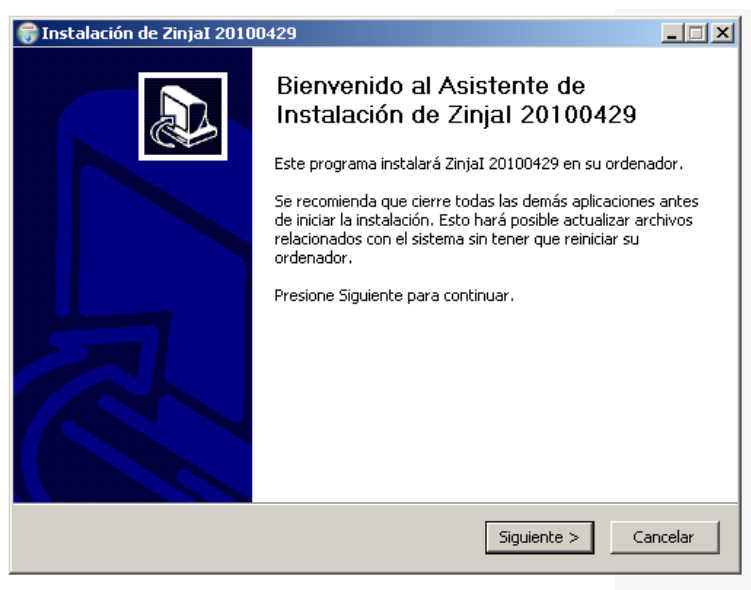 Instalación de ZinjaI 20100429
Bienvenido al Asistente de
Instalación de ZinjaI 20100429
Este programa instalará ZinjaI 20100429 en su ordenador.
Se recomienda que cierre todas las demás aplicaciones antes
de iniciar la instalación. Esto hará posible actualizar archivos
relacionados con el sistema sin tener que reiniciar su
ordenador.
Presione Siguiente para continuar.
Siguiente >
Cancelar